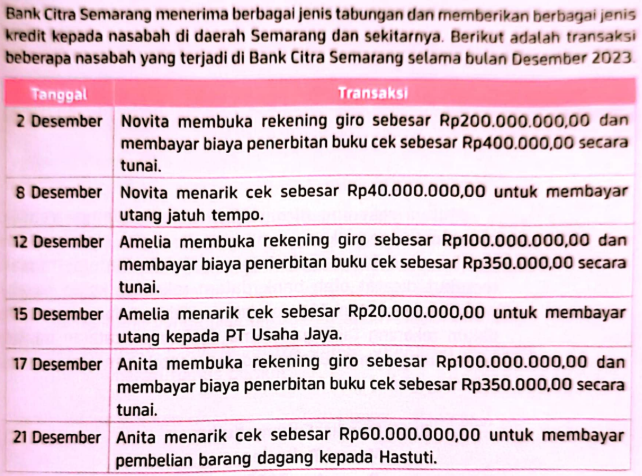 Bank Citra Semarang menerima berbagai jenis tabungan dan memberikan berbagai jenis
kredit kepada nasabah di daerah Semarang dan sekitarnya. Berikut adalah transaksi
beberapa nasabah yang terjadi di Bank Citra Semarang selama bulan Desember 2023.
Tanggal Transaksi
2 Desember Novita membuka rekening giro sebesar Rp200.000.000,00 dan
membayar biaya penerbitan buku cek sebesar Rp400.000,00 secara
tunai.
8 Desember Novita menarik cek sebesar Rp40.000.000,00 untuk membayar
utang jatuh tempo.
12 Desember Amelia membuka rekening giro sebesar Rp100.000.000,00 dan
membayar biaya penerbitan buku cek sebesar Rp350.000,00 secara
tunai.
15 Desember Amelia menarik cek sebesar Rp20.000.000,00 untuk membayar
utang kepada PT Usaha Jaya.
17 Desember Anita membuka rekening giro sebesar Rp100.000.000,00 dan
membayar biaya penerbitan buku cek sebesar Rp350.000,00 secara
tunai.
21 Desember Anita menarik cek sebesar Rp60.000.000,00 untuk membayar
pembelian barang dagang kepada Hastuti.